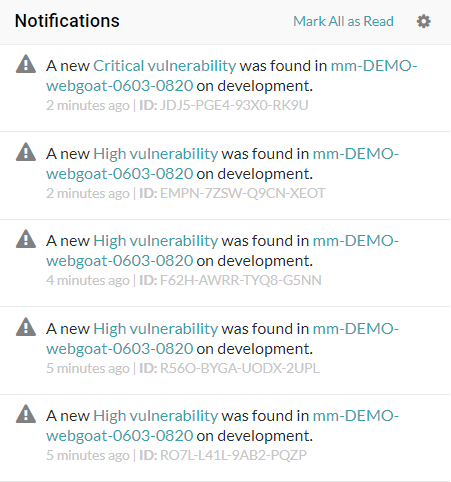 Notifications Mark All as Read
A new Critical vulnerability was found in mm-DEMO-
webgoat-0603-0820 on development.
2 minutes ago | ID: JDJ5-PGE4-93X0-RK9U
A new High vulnerability was found in mm-DEMO-
webgoat-0603-0820 on development.
2 minutes ago | ID: EMPN-7ZSW-Q9CN-XEOT
A new High vulnerability was found in mm-DEMO-
webgoat-0603-0820 on development.
4 minutes ago | ID: F62H-AWRR-TYQ8-G5NN
A new High vulnerability was found in mm-DEMO-
webgoat-0603-0820 on development.
5 minutes ago | ID: R56O-BYGA-UODX-2UPL
A new High vulnerability was found in mm-DEMO-
webgoat-0603-0820 on development.
5 minutes ago | ID: RO7L-L41L-9AB2-PQZP